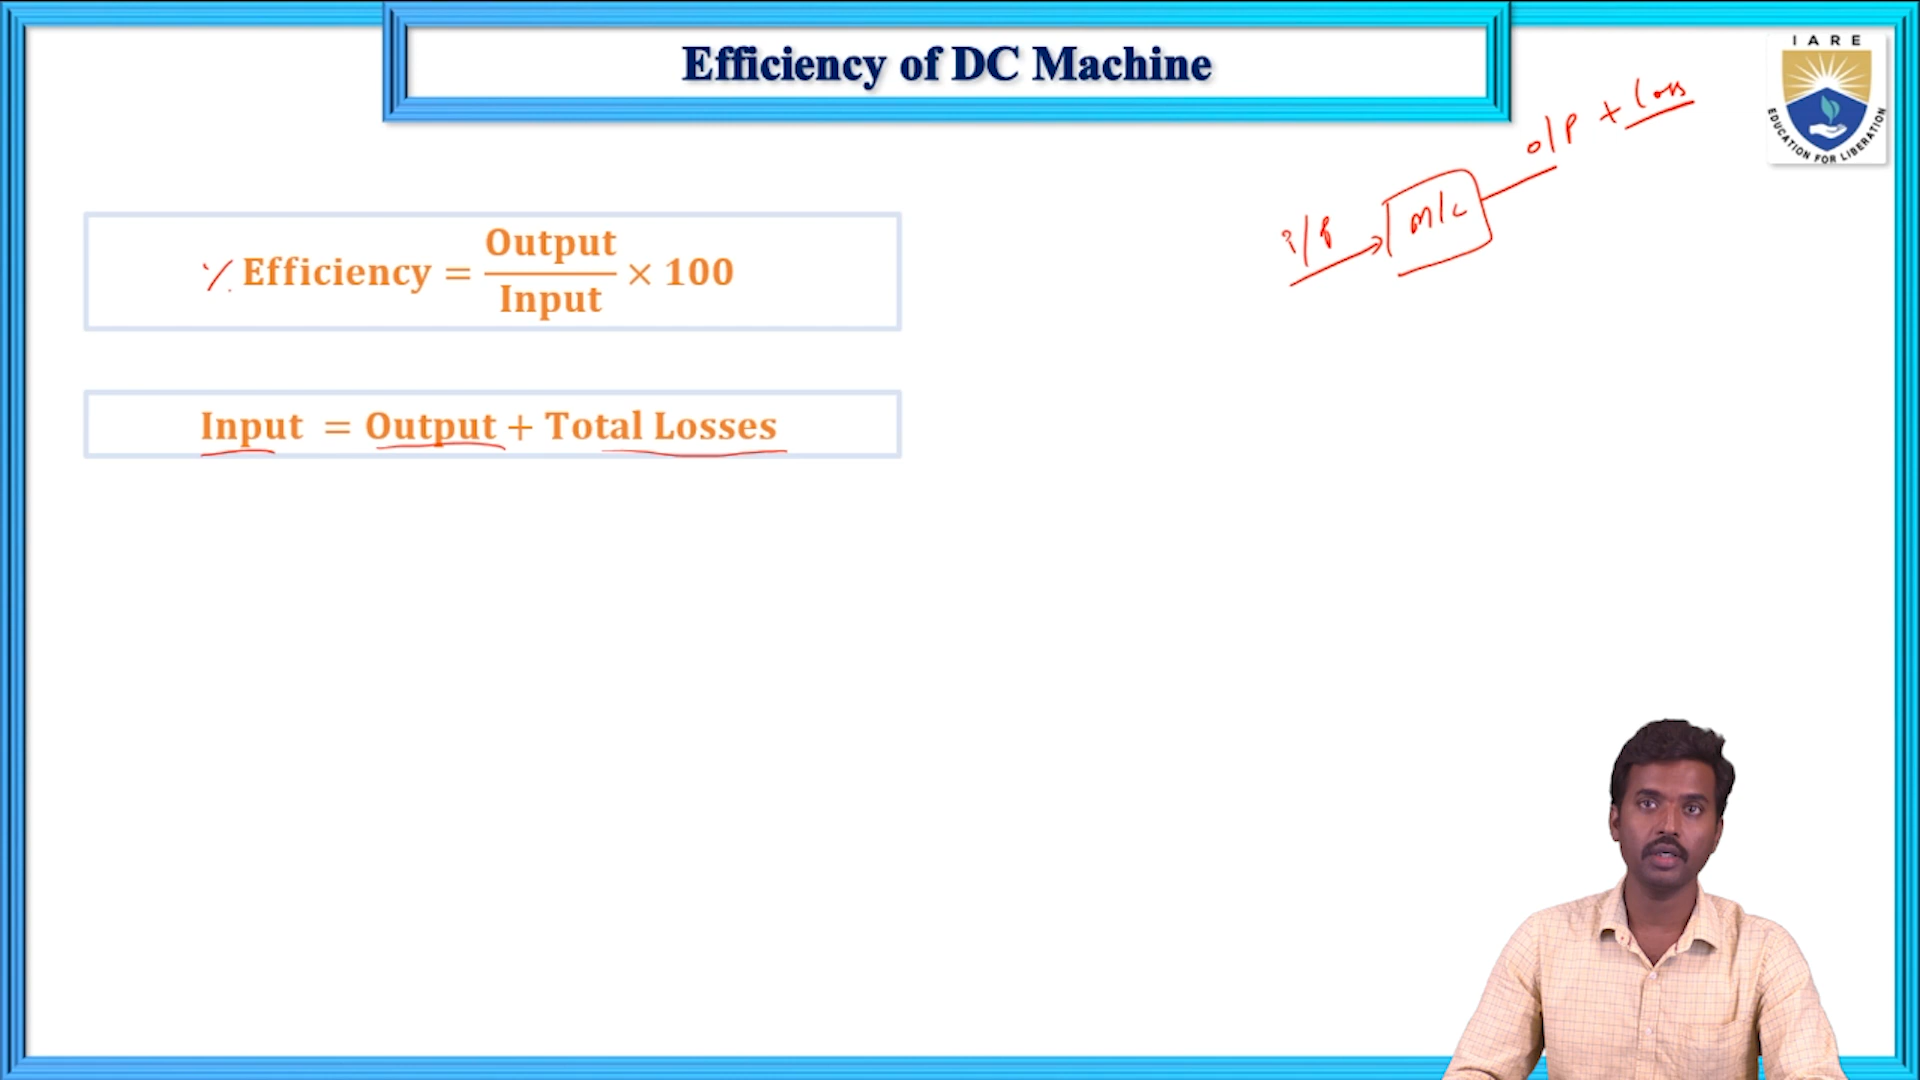 Efficiency of DC Machine
IARE
EDUCATION FOR LIBERATION
i/p
m/c
o/p + loss
% Efficiency = Output / Input × 100
Input = Output + Total Losses